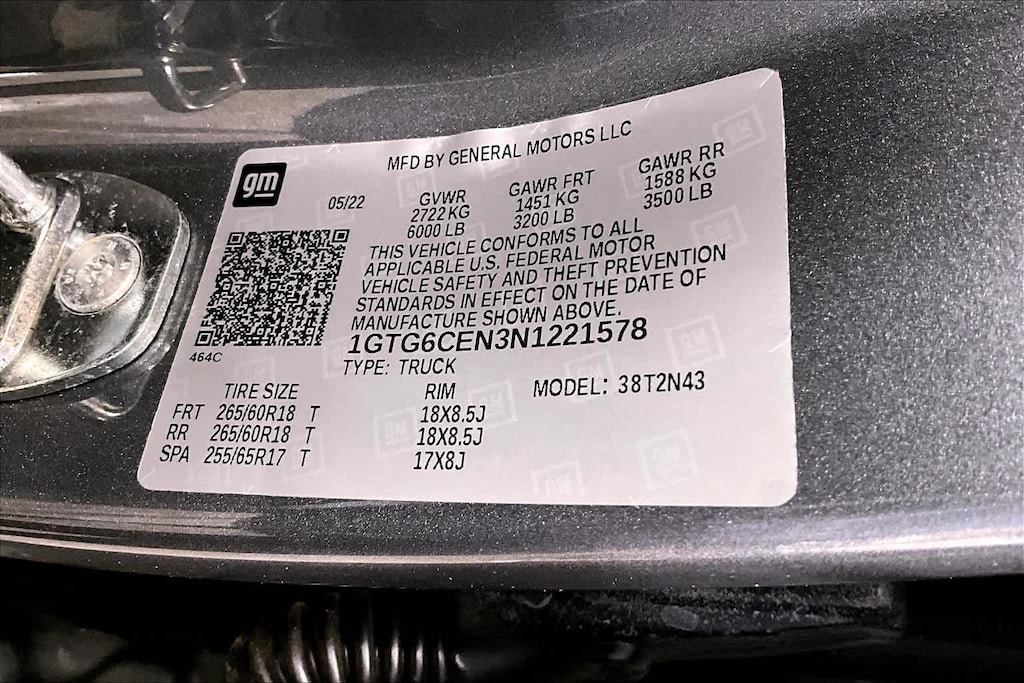 gm
MFD BY GENERAL MOTORS LLC
05/22 GVWR GAWR FRT GAWR RR
2722 KG 1451 KG 1588 KG
6000 LB 3200 LB 3500 LB
THIS VEHICLE CONFORMS TO ALL
APPLICABLE U.S. FEDERAL MOTOR
VEHICLE SAFETY AND THEFT PREVENTION
STANDARDS IN EFFECT ON THE DATE OF
MANUFACTURE SHOWN ABOVE.
1GTG6CEN3N1221578
464C
TYPE: TRUCK
TIRE SIZE RIM MODEL: 38T2N43
FRT 265/60R18 T 18X8.5J
RR 265/60R18 T 18X8.5J
SPA 255/65R17 T 17X8J